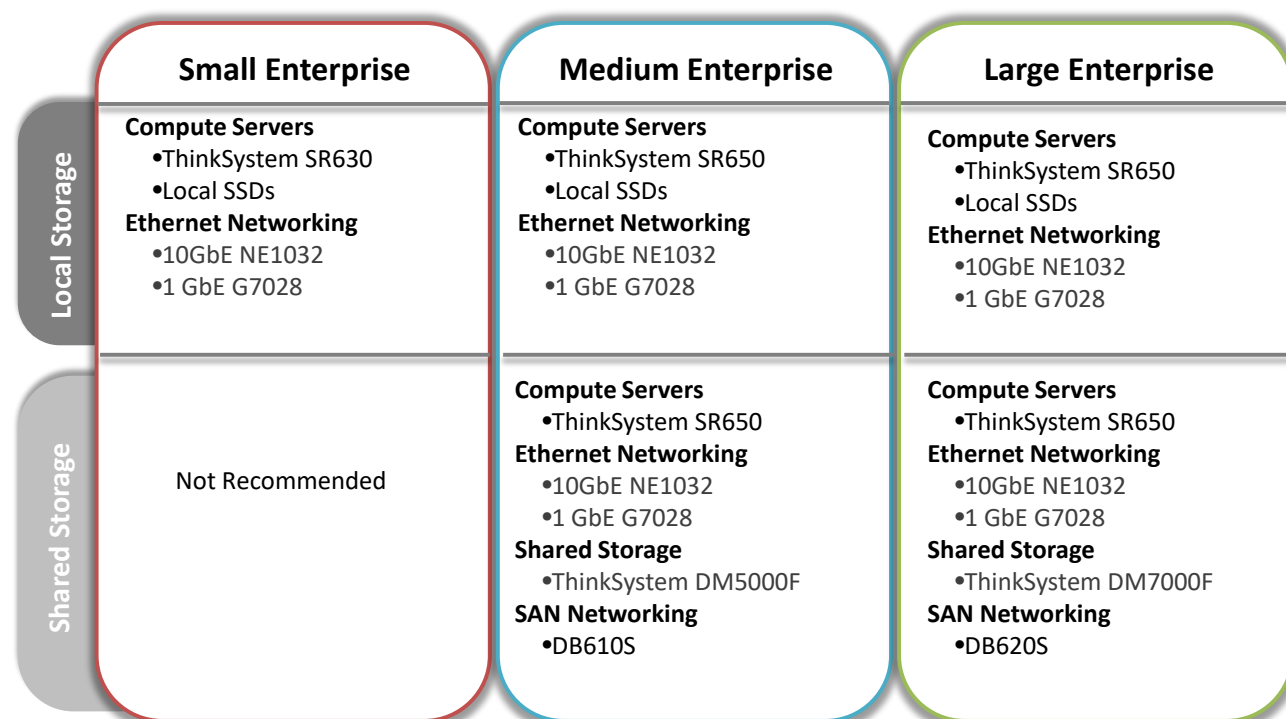 Small Enterprise
Medium Enterprise
Large Enterprise
Local Storage
Compute Servers
•ThinkSystem SR630
•Local SSDs
Ethernet Networking
•10GbE NE1032
•1 GbE G7028
Compute Servers
•ThinkSystem SR650
•Local SSDs
Ethernet Networking
•10GbE NE1032
•1 GbE G7028
Compute Servers
•ThinkSystem SR650
•Local SSDs
Ethernet Networking
•10GbE NE1032
•1 GbE G7028
Shared Storage
Not Recommended
Compute Servers
•ThinkSystem SR650
Ethernet Networking
•10GbE NE1032
•1 GbE G7028
Shared Storage
•ThinkSystem DM5000F
SAN Networking
•DB610S
Compute Servers
•ThinkSystem SR650
Ethernet Networking
•10GbE NE1032
•1 GbE G7028
Shared Storage
•ThinkSystem DM7000F
SAN Networking
•DB620S